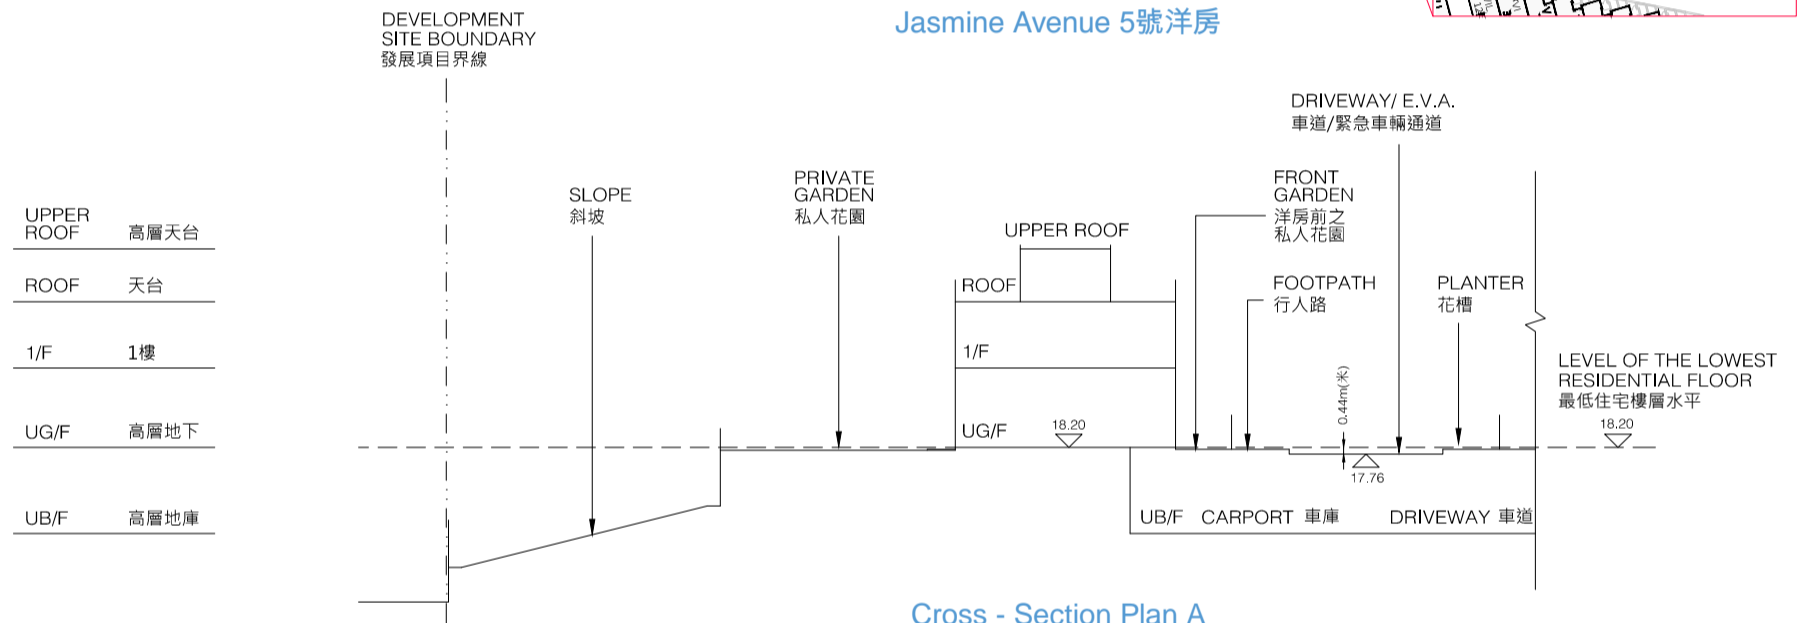 Jasmine Avenue 5號洋房
DEVELOPMENT
SITE BOUNDARY
發展項目界線
DRIVEWAY/ E.V.A.
車道/緊急車輛通道
SLOPE
斜坡
PRIVATE
GARDEN
私人花園
FRONT
GARDEN
洋房前之
私人花園
UPPER
ROOF 高層天台
UPPER ROOF
ROOF 天台
ROOF
FOOTPATH
行人路
PLANTER
花槽
1/F 1樓
1/F
0.44m(米)
LEVEL OF THE LOWEST
RESIDENTIAL FLOOR
最低住宅樓層水平
UG/F 高層地下
UG/F
18.20
18.20
17.76
UB/F 高層地庫
UB/F CARPORT 車庫 DRIVEWAY 車道
Cross - Section Plan A